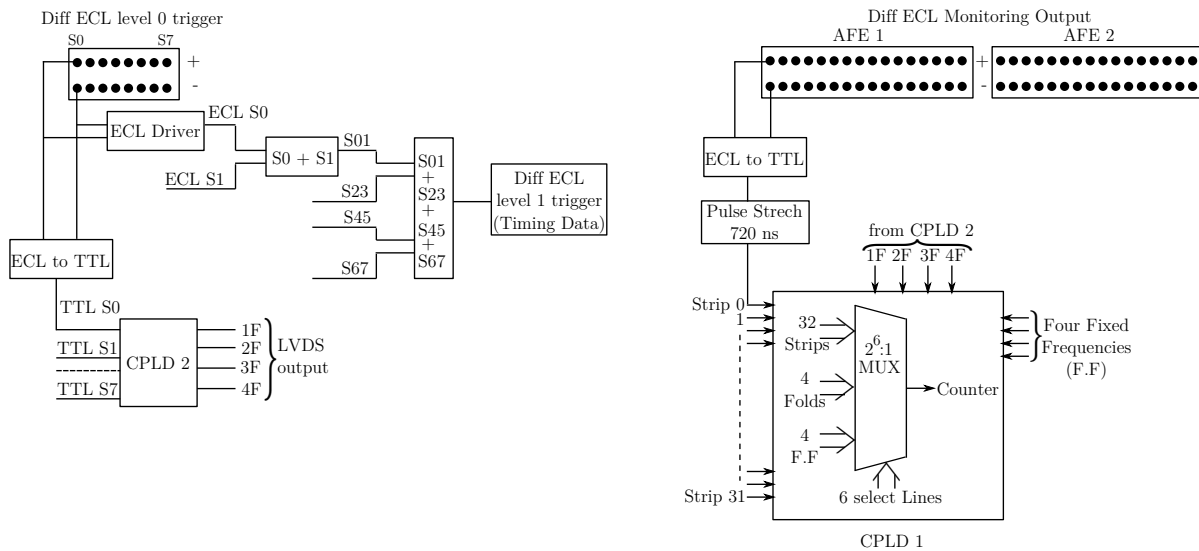 Diff ECL level 0 trigger
S0 S7
+
-
ECL S0
ECL Driver
S0 + S1
S01
ECL S1
S23
S45
S67
S01
+
S23
+
S45
+
S67
Diff ECL
level 1 trigger
(Timing Data)
ECL to TTL
TTL S0
TTL S1
TTL S7
CPLD 2
1F
2F
3F
4F
LVDS
output
Diff ECL Monitoring Output
AFE 1 AFE 2
+
-
ECL to TTL
Pulse Strech
720 ns
from CPLD 2
1F 2F 3F 4F
Strip 0
1
Strip 31
32
Strips
4
Folds
4
F.F
2^6:1
MUX
Counter
6 select Lines
Four Fixed
Frequencies
(F.F)
CPLD 1